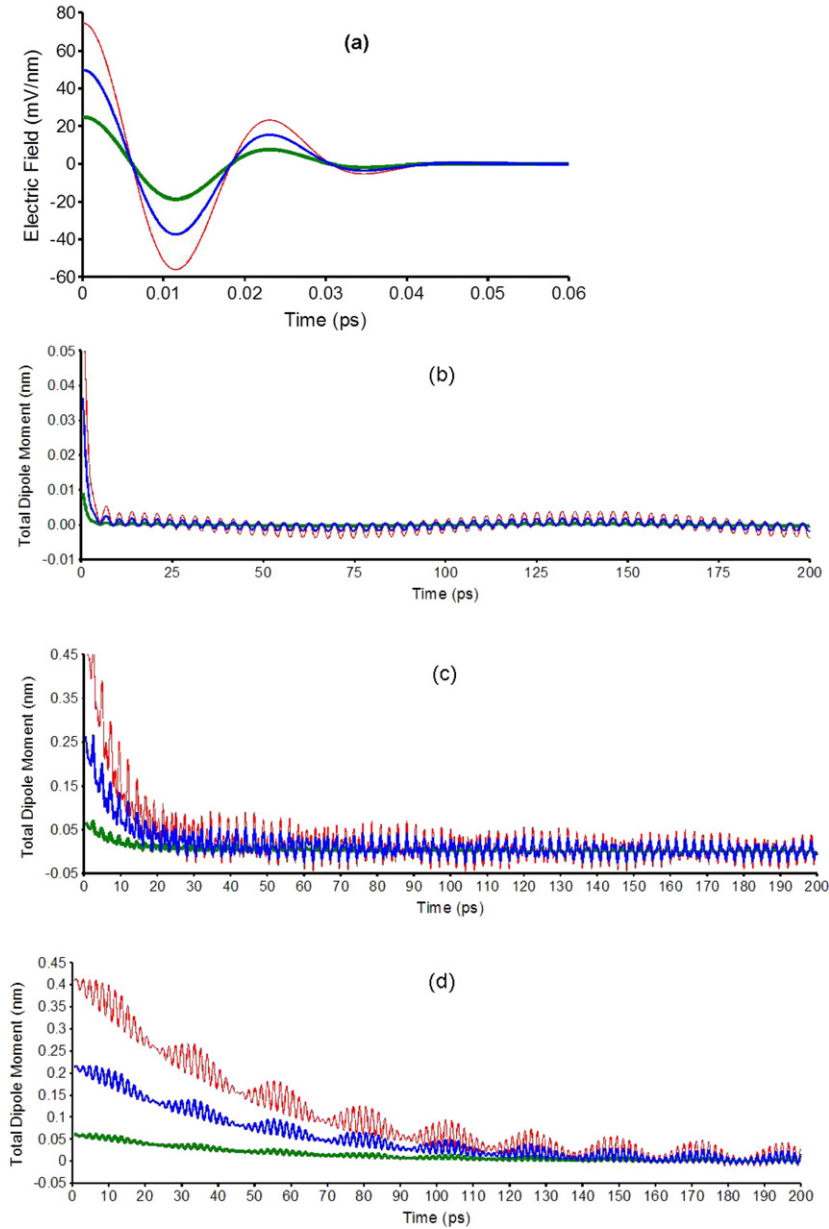 (a)
80
60
40
20
0
-20
-40
-60
Electric Field (mV/nm)
0 0.01 0.02 0.03 0.04 0.05 0.06
Time (ps)
(b)
0.05
0.04
0.03
0.02
0.01
0.00
-0.01
Total Dipole Moment (nm)
0 25 50 75 100 125 150 175 200
Time (ps)
(c)
0.45
0.35
0.25
0.15
0.05
-0.05
Total Dipole Moment (nm)
0 10 20 30 40 50 60 70 80 90 100 110 120 130 140 150 160 170 180 190 200
Time (ps)
(d)
0.45
0.4
0.35
0.3
0.25
0.2
0.15
0.1
0.05
0
-0.05
Total Dipole Moment (nm)
0 10 20 30 40 50 60 70 80 90 100 110 120 130 140 150 160 170 180 190 200
Time (ps)